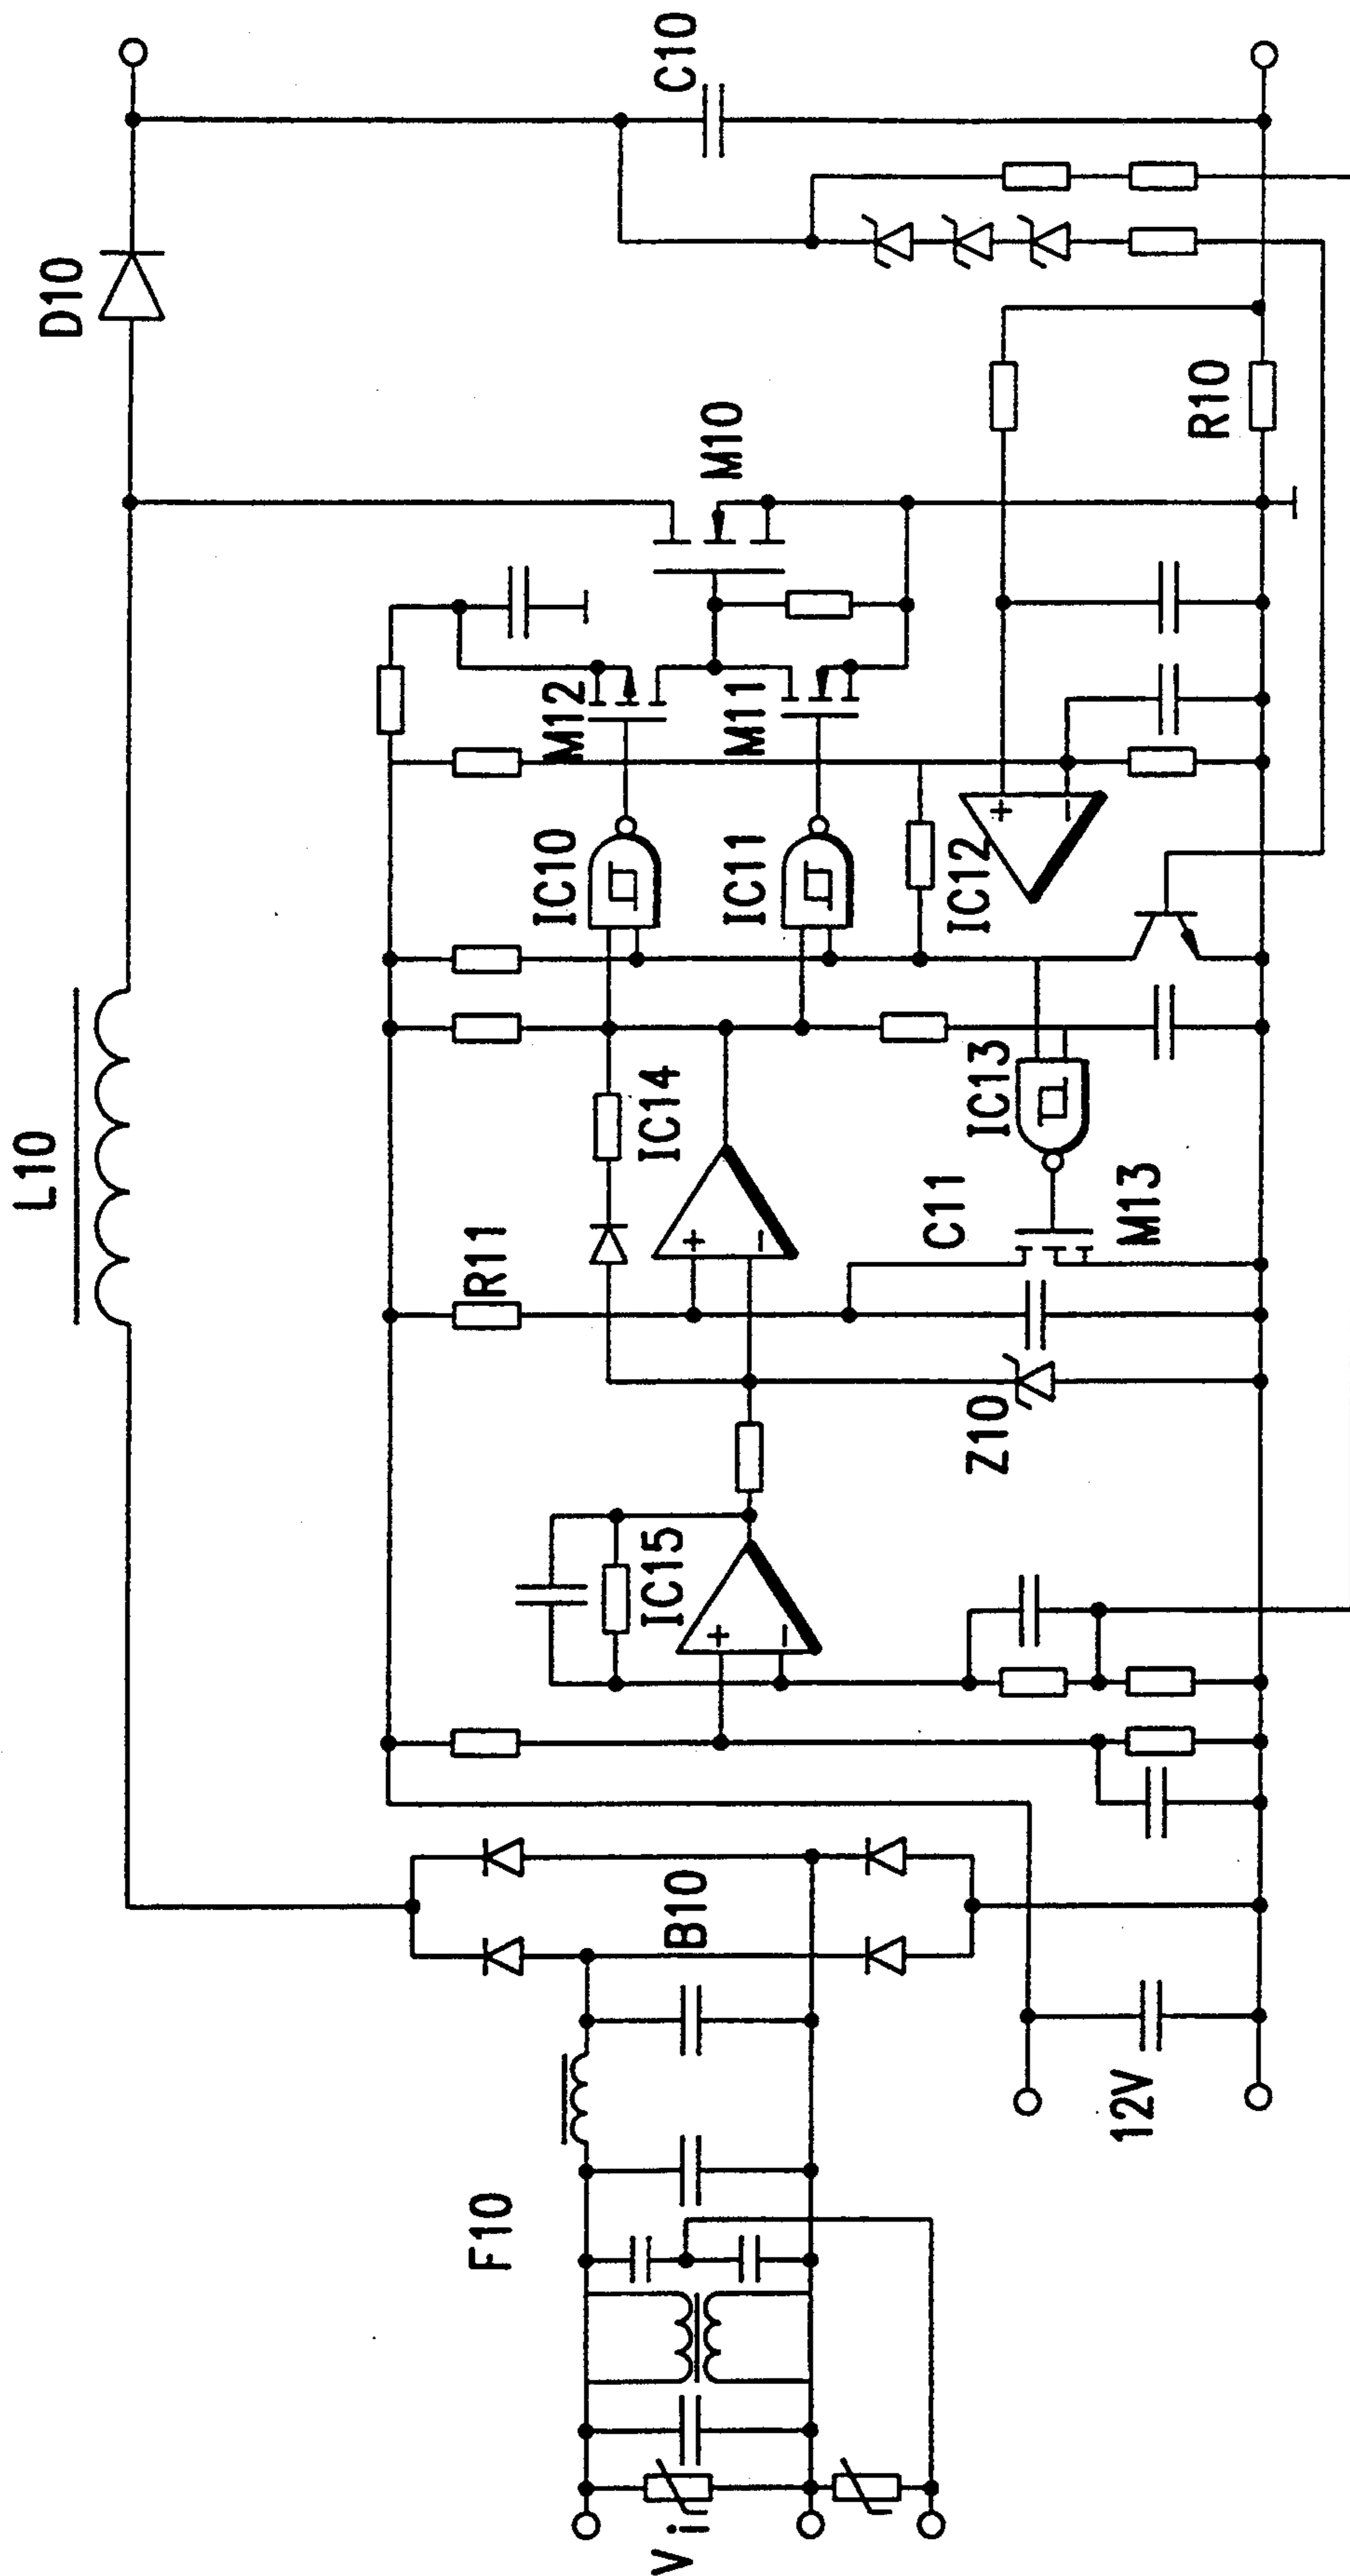 L10
D10
C10
M10
M12
M11
R10
IC10
IC11
IC12
IC14
IC13
R11
C11
M13
Z10
IC15
B10
F10
12V
V in
+
−
+
−
+
−